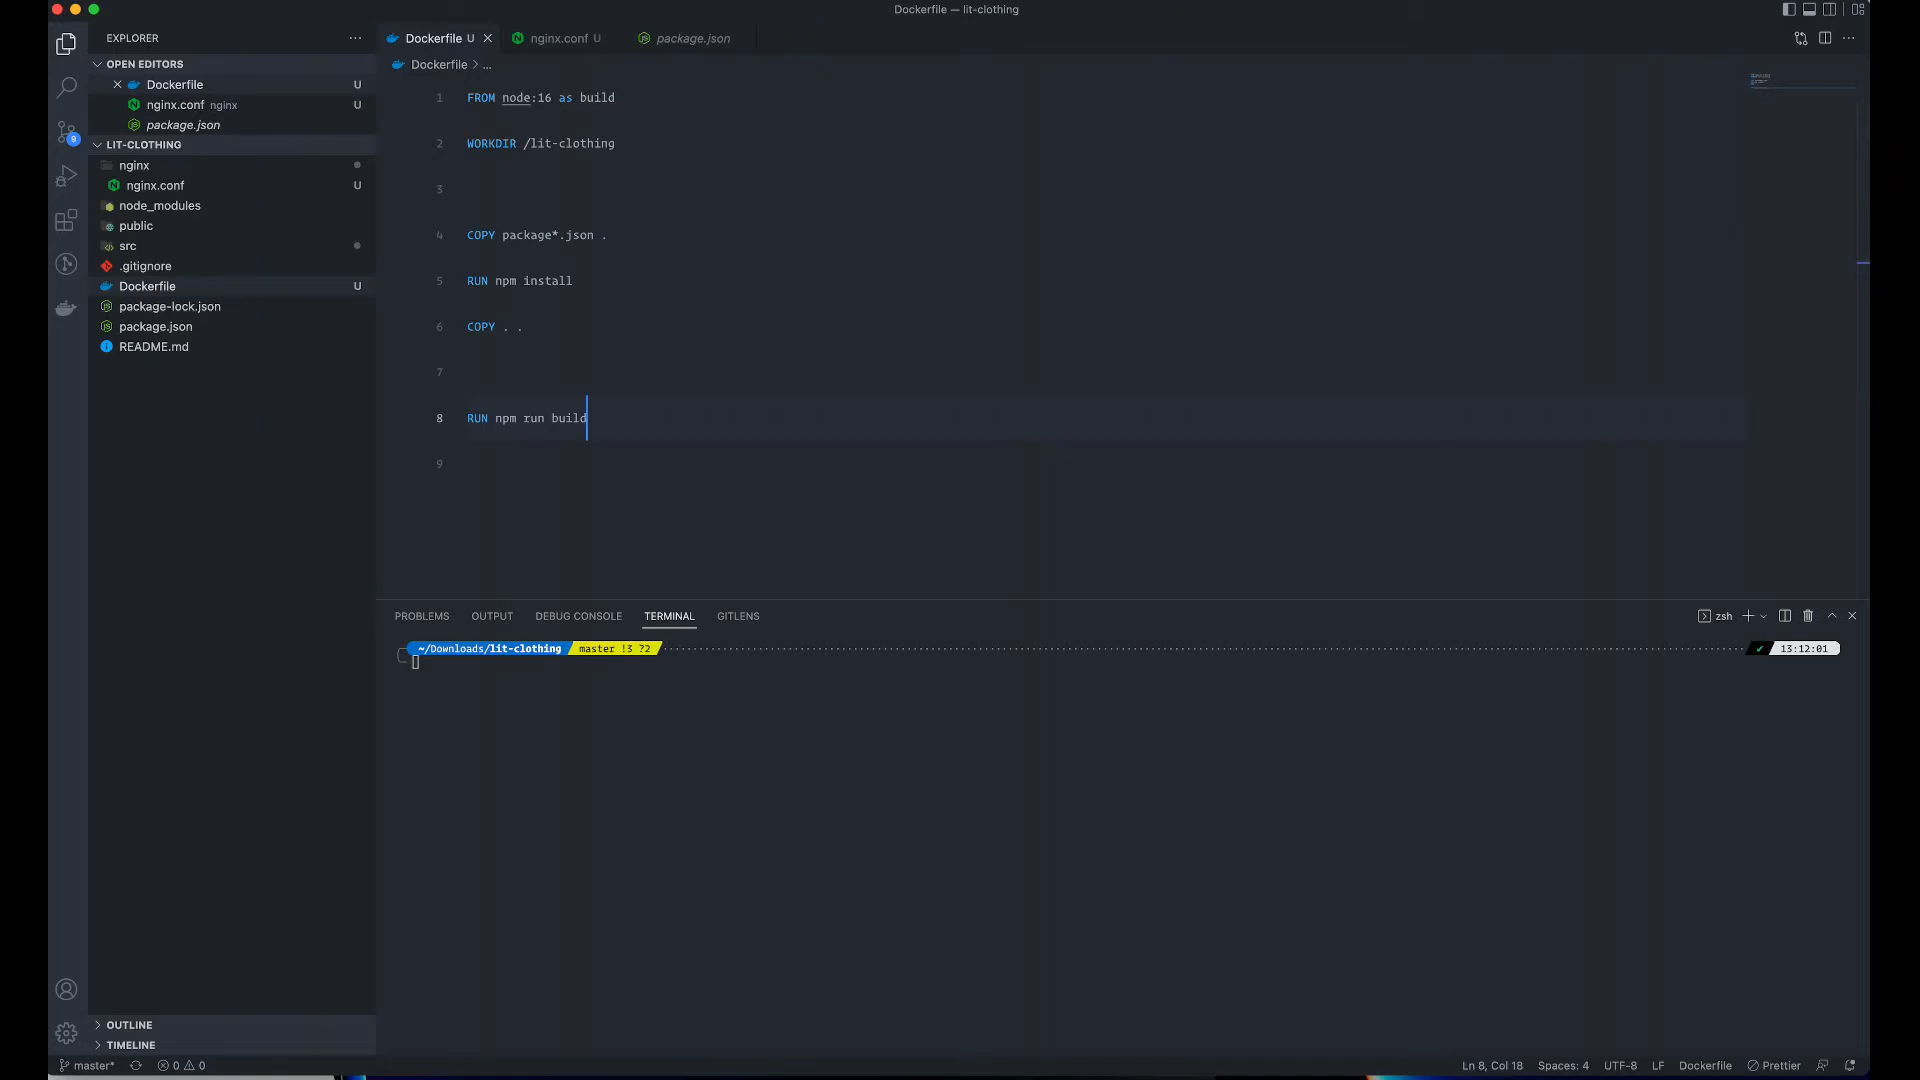 Dockerfile — lit-clothing
EXPLORER
OPEN EDITORS
Dockerfile U
nginx.conf nginx U
package.json
LIT-CLOTHING
nginx
nginx.conf U
node_modules
public
src
.gitignore
Dockerfile U
package-lock.json
package.json
README.md
OUTLINE
TIMELINE
Dockerfile U
nginx.conf U
package.json
Dockerfile > ...
1 FROM node:16 as build
2 WORKDIR /lit-clothing
3
4 COPY package*.json .
5 RUN npm install
6 COPY . .
7
8 RUN npm run build
9
PROBLEMS OUTPUT DEBUG CONSOLE TERMINAL GITLENS
zsh
~/Downloads/lit-clothing master !3 ?2 ✔ 13:12:01
9
master* 0 0 Ln 8, Col 18 Spaces: 4 UTF-8 LF Dockerfile Prettier